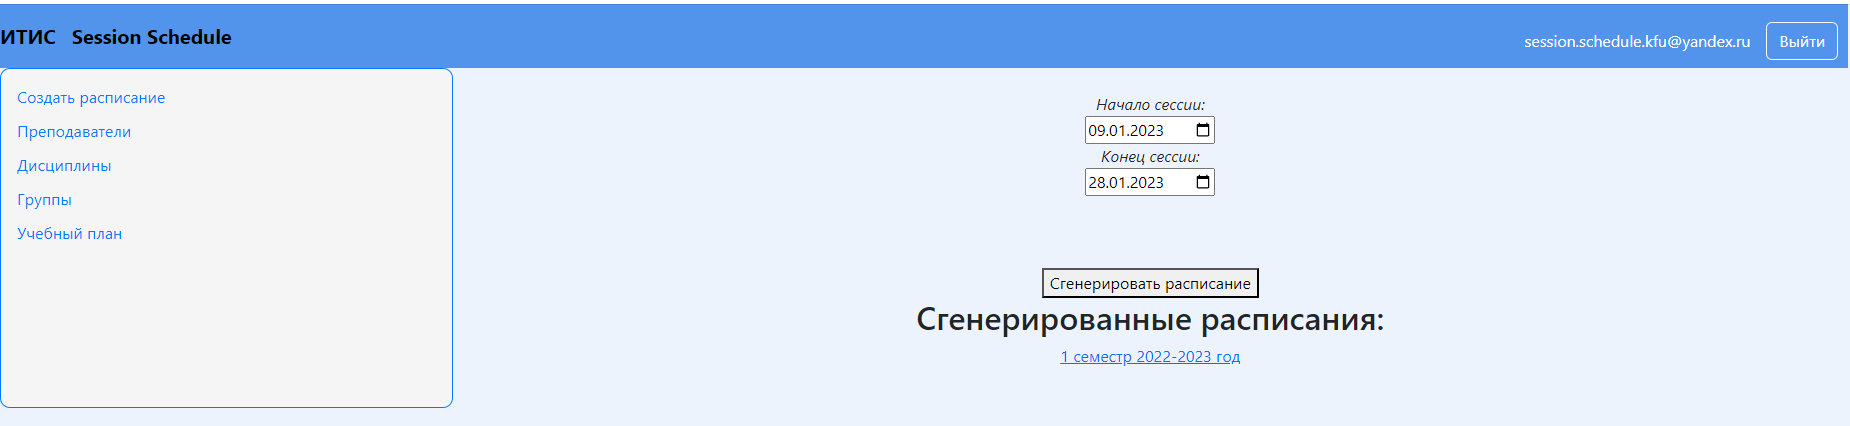 ИТИС Session Schedule
session.schedule.kfu@yandex.ru Выйти
Создать расписание
Преподаватели
Дисциплины
Группы
Учебный план
Начало сессии:
09.01.2023
Конец сессии:
28.01.2023
Сгенерировать расписание
Сгенерированные расписания:
1 семестр 2022-2023 год